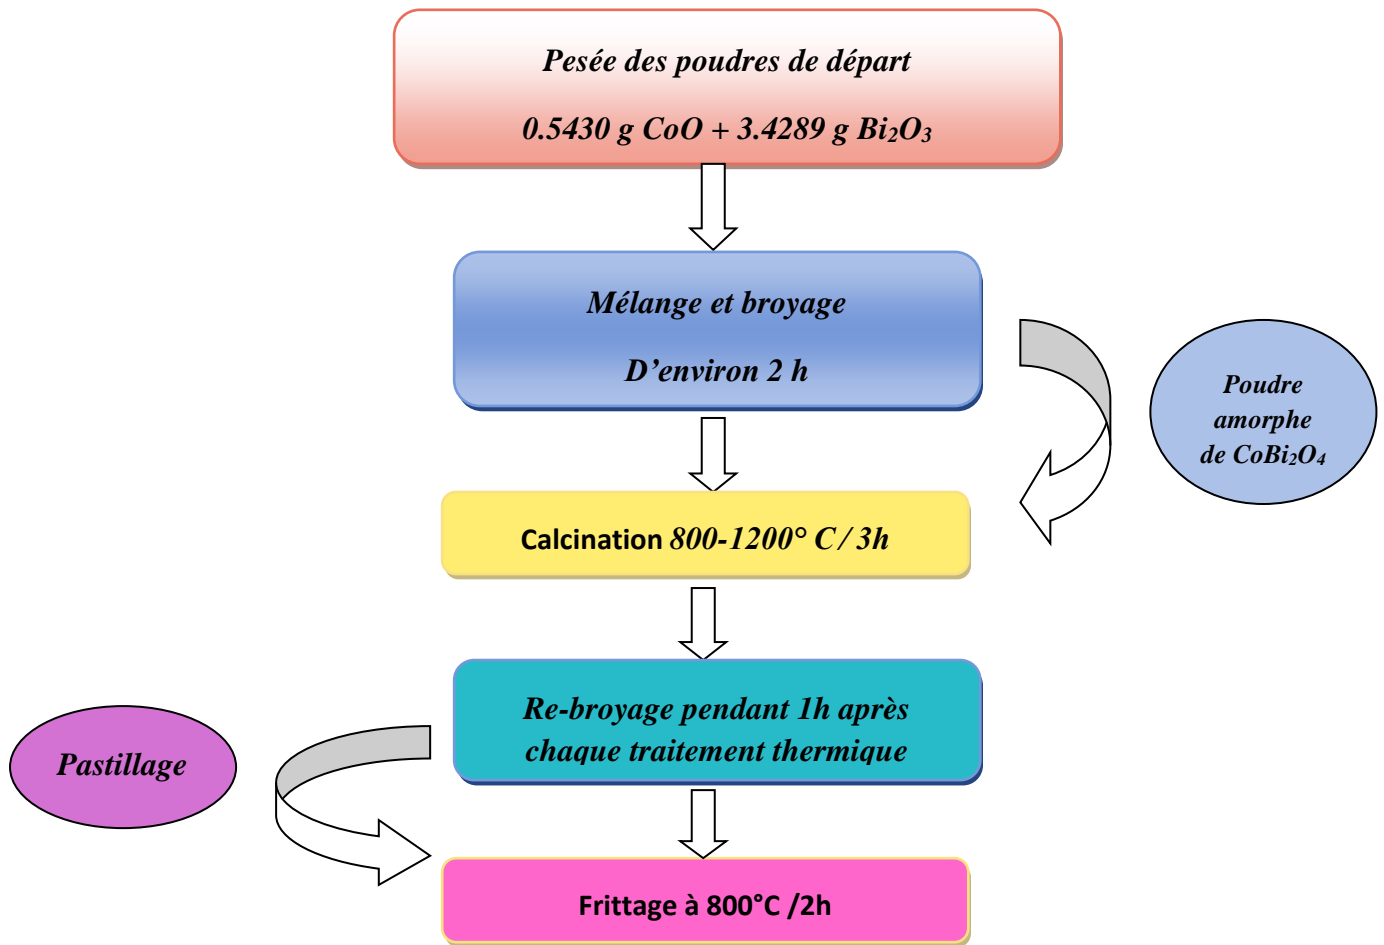 Pesée des poudres de départ
0.5430 g CoO + 3.4289 g Bi₂O₃
Mélange et broyage
D’environ 2 h
Poudre
amorphe
de CoBi₂O₄
Calcination 800-1200° C / 3h
Re-broyage pendant 1h après
chaque traitement thermique
Pastillage
Frittage à 800°C /2h